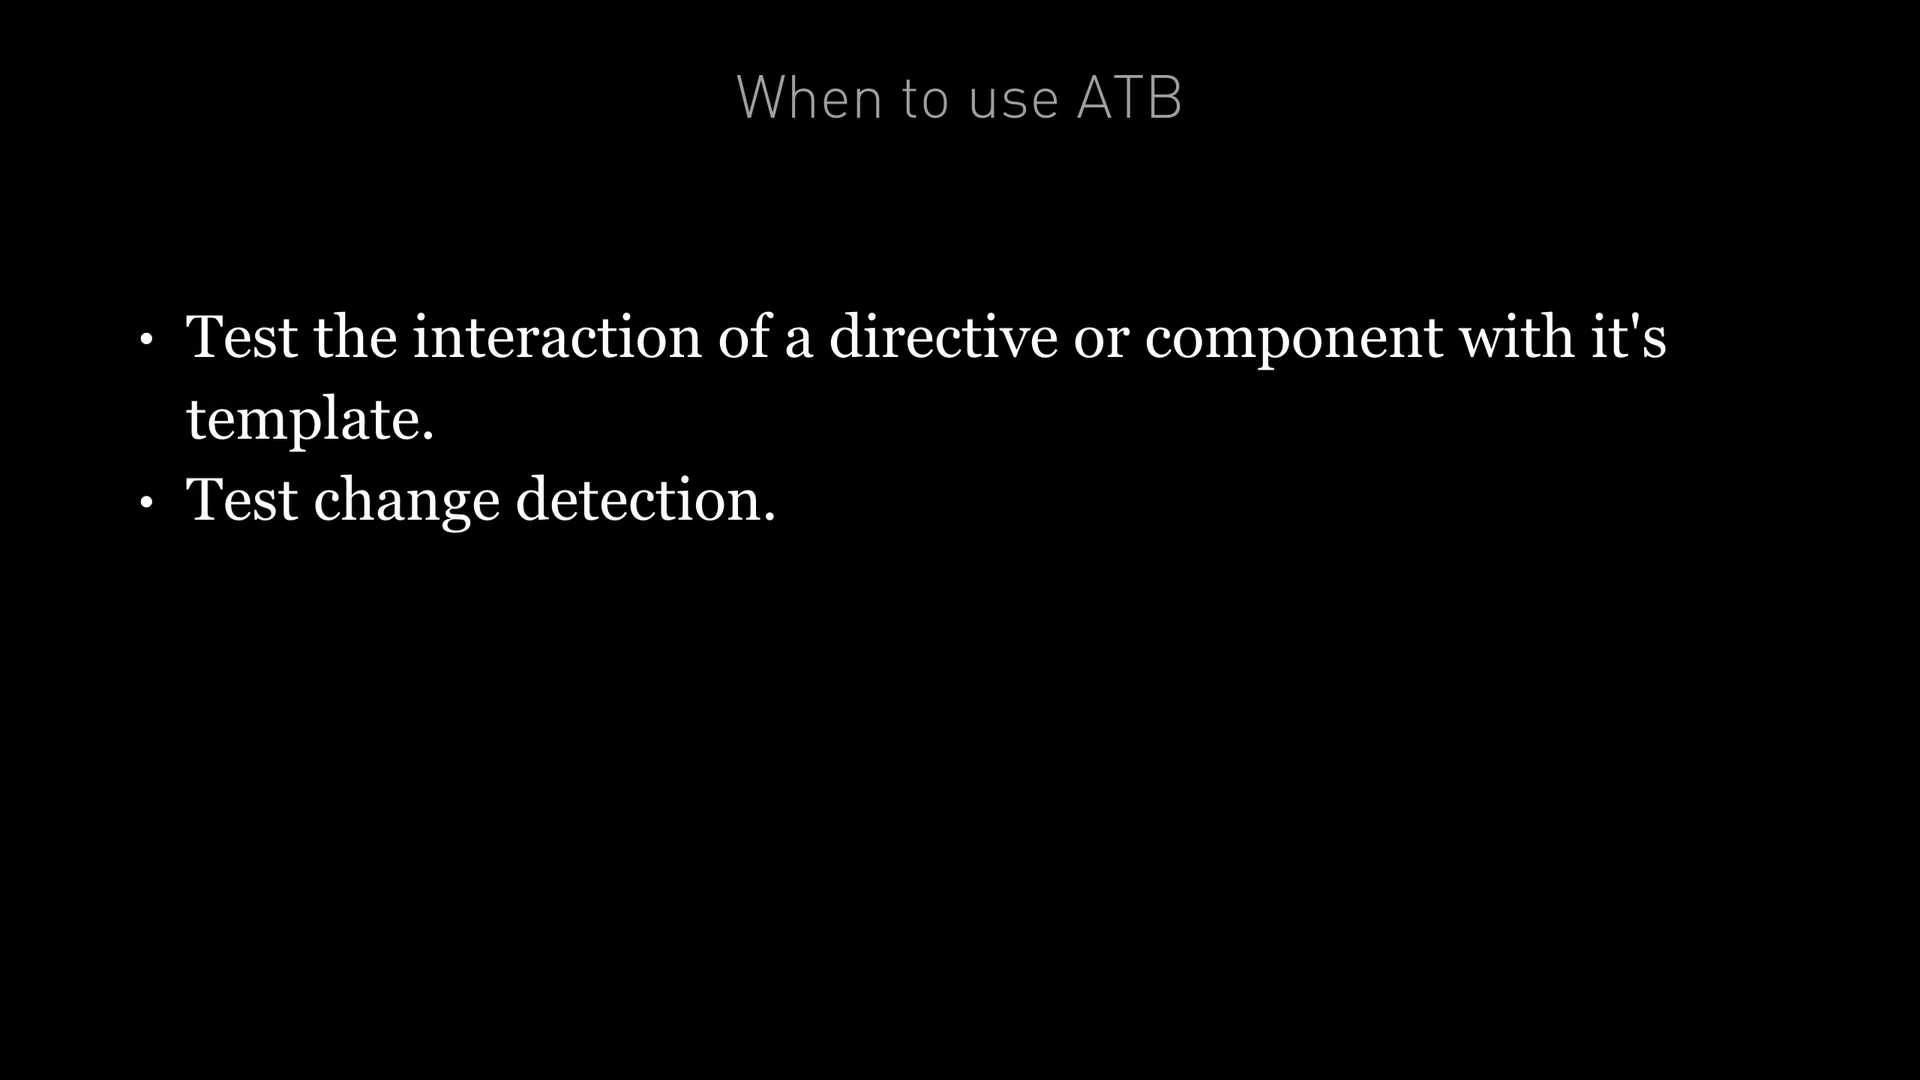 When to use ATB
• Test the interaction of a directive or component with it's
template.
• Test change detection.